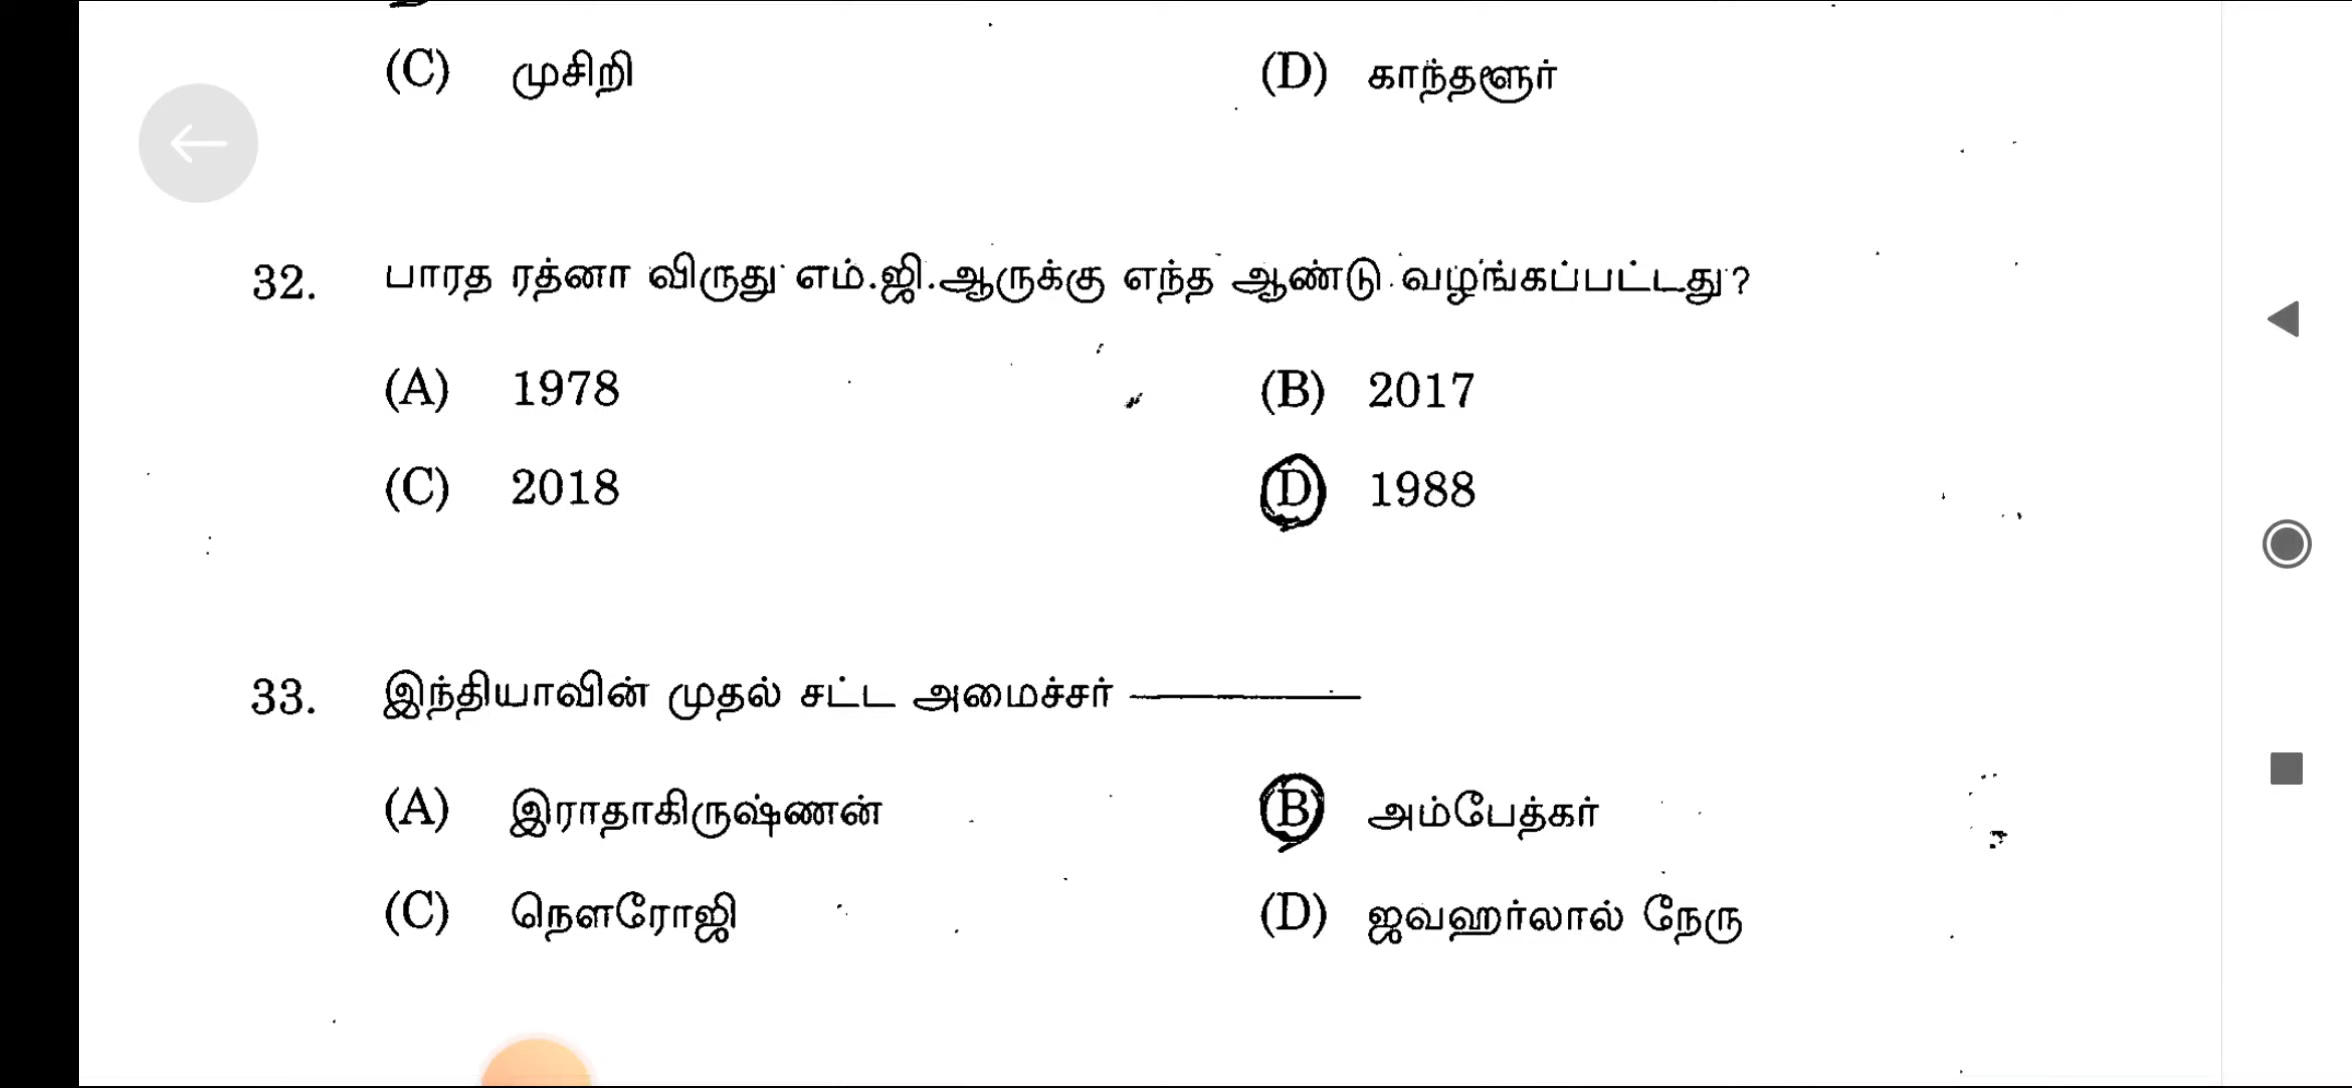 (C) முசிறி (D) காந்தளூர்
32. பாரத ரத்னா விருது எம்.ஜி.ஆருக்கு எந்த ஆண்டு வழங்கப்பட்டது?
(A) 1978 (B) 2017
(C) 2018 (D) 1988
33. இந்தியாவின் முதல் சட்ட அமைச்சர்
(A) இராதாகிருஷ்ணன் (B) அம்பேத்கர்
(C) நௌரோஜி (D) ஜவஹர்லால் நேரு